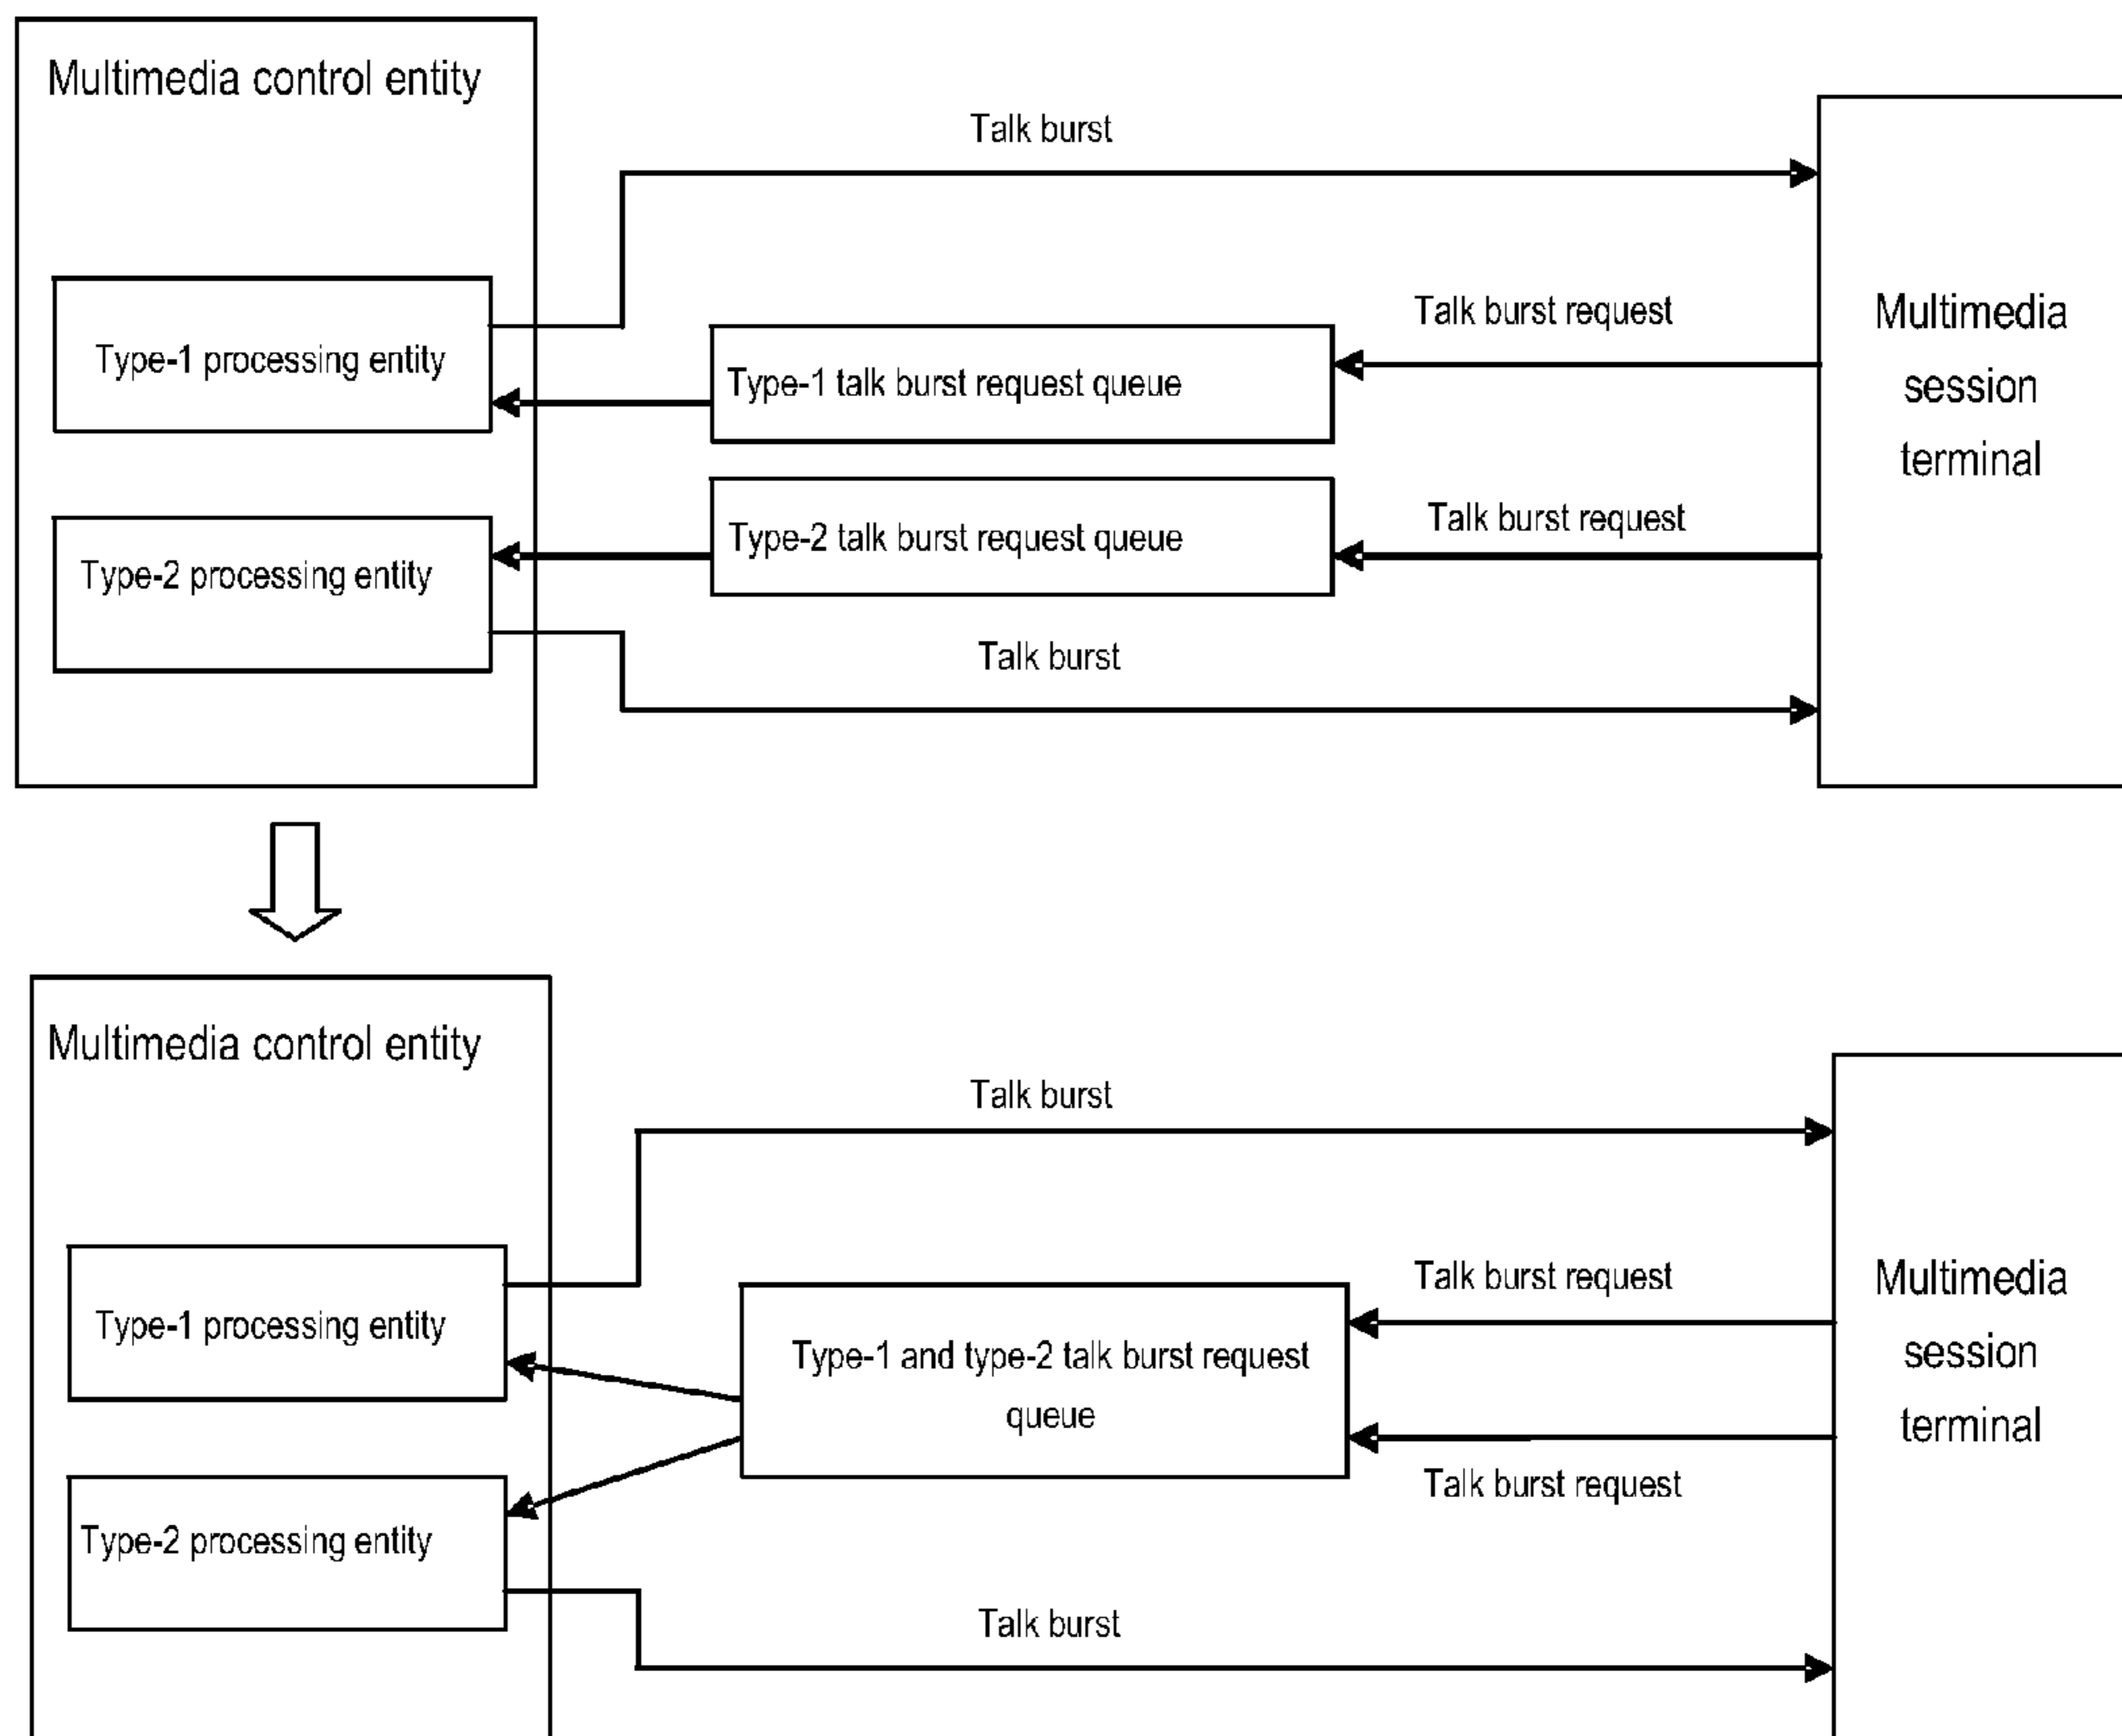 Multimedia control entity
Talk burst
Talk burst request
Multimedia
session
terminal
Type-1 processing entity
Type-1 talk burst request queue
Talk burst request
Type-2 talk burst request queue
Type-2 processing entity
Talk burst
Multimedia control entity
Talk burst
Talk burst request
Multimedia
session
terminal
Type-1 processing entity
Type-1 and type-2 talk burst request
queue
Talk burst request
Type-2 processing entity
Talk burst